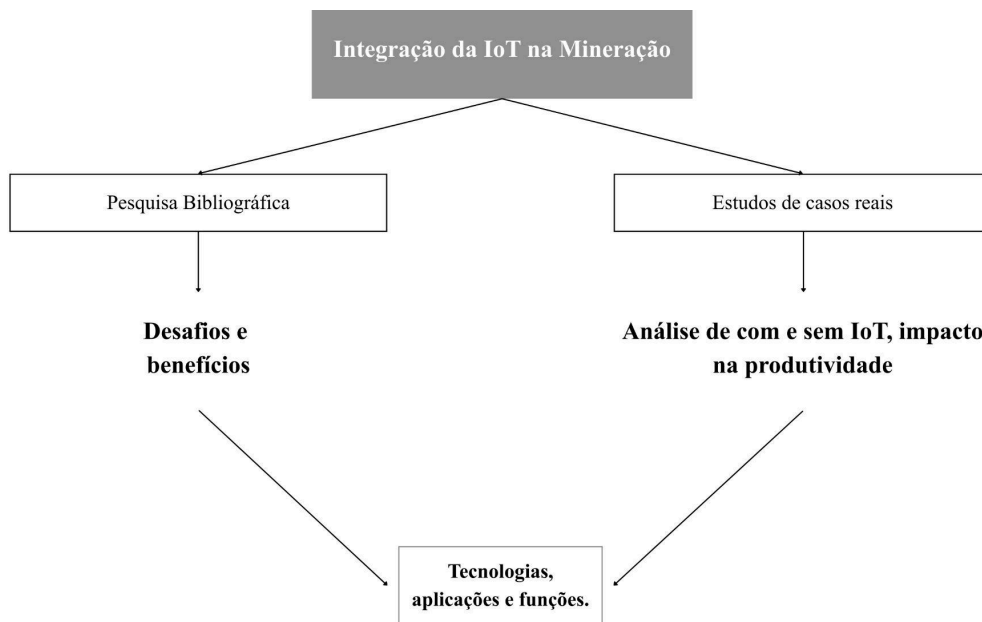 Integração da IoT na Mineração
Pesquisa Bibliográfica
Estudos de casos reais
Desafios e
benefícios
Análise de com e sem IoT, impacto
na produtividade
Tecnologias,
aplicações e funções.